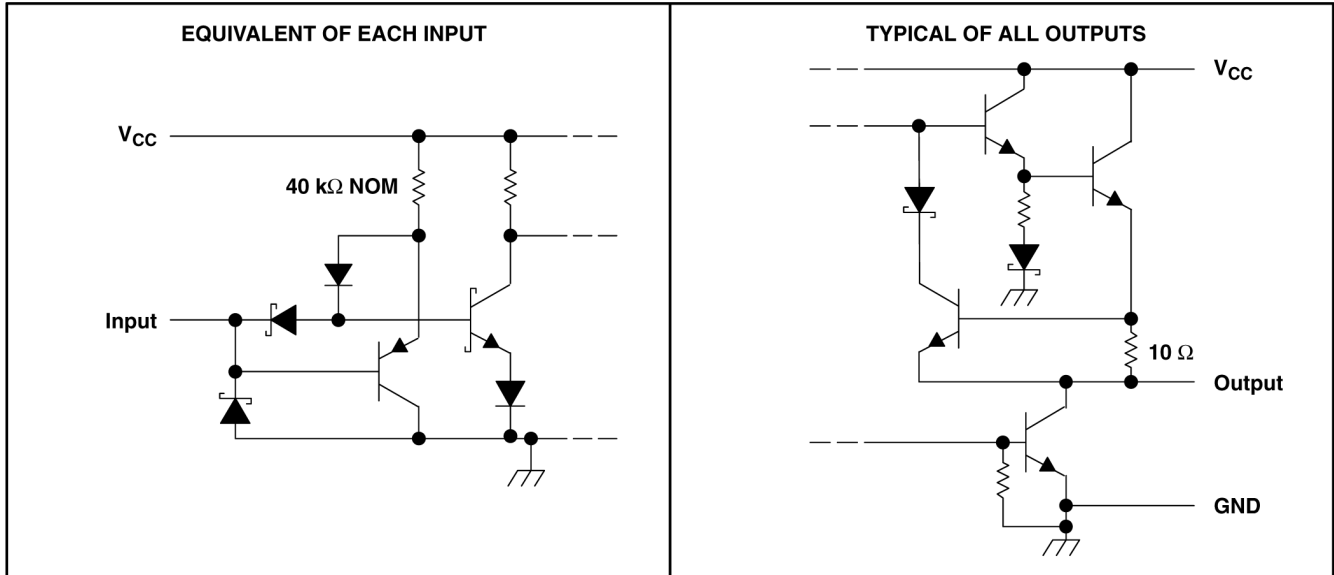 EQUIVALENT OF EACH INPUT
VCC
40 kΩ NOM
Input
TYPICAL OF ALL OUTPUTS
VCC
10 Ω
Output
GND